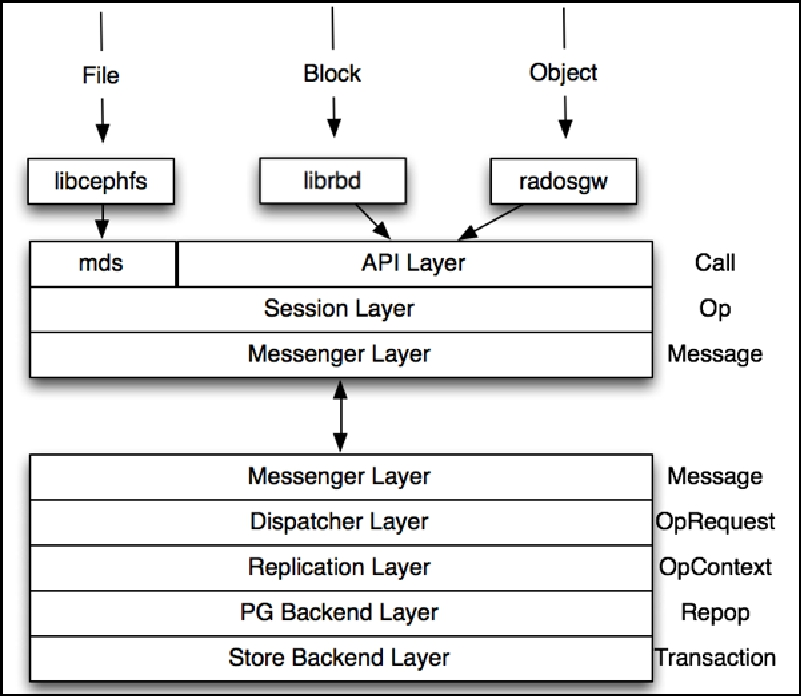 File Block Object
libcephfs librbd radosgw
mds API Layer Call
Session Layer Op
Messenger Layer Message
Messenger Layer Message
Dispatcher Layer OpRequest
Replication Layer OpContext
PG Backend Layer Repop
Store Backend Layer Transaction